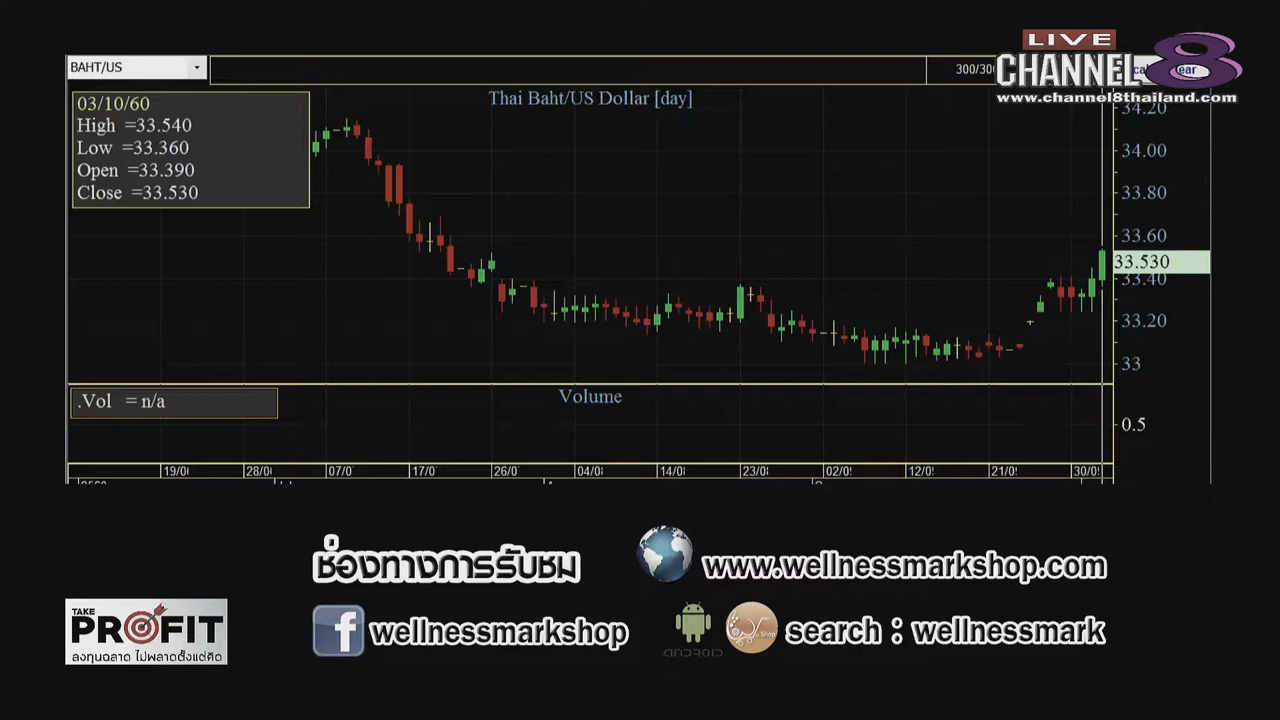 LIVE
CHANNEL 8
www.channel8thailand.com
BAHT/US
03/10/60
High =33.540
Low =33.360
Open =33.390
Close =33.530
Thai Baht/US Dollar [day]
34.20
34.00
33.80
33.60
33.530
33.40
33.20
33
.Vol = n/a
Volume
0.5
19/0
28/0
07/0
17/0
26/0
04/0
14/0
23/0
02/0
12/0
21/0
30/0
ช่องทางการรับชม
www.wellnessmarkshop.com
wellnessmarkshop
ANDROID
search : wellnessmark
TAKE
PROFIT
ลงทุนฉลาด ไม่พลาดตั้งแต่คิด